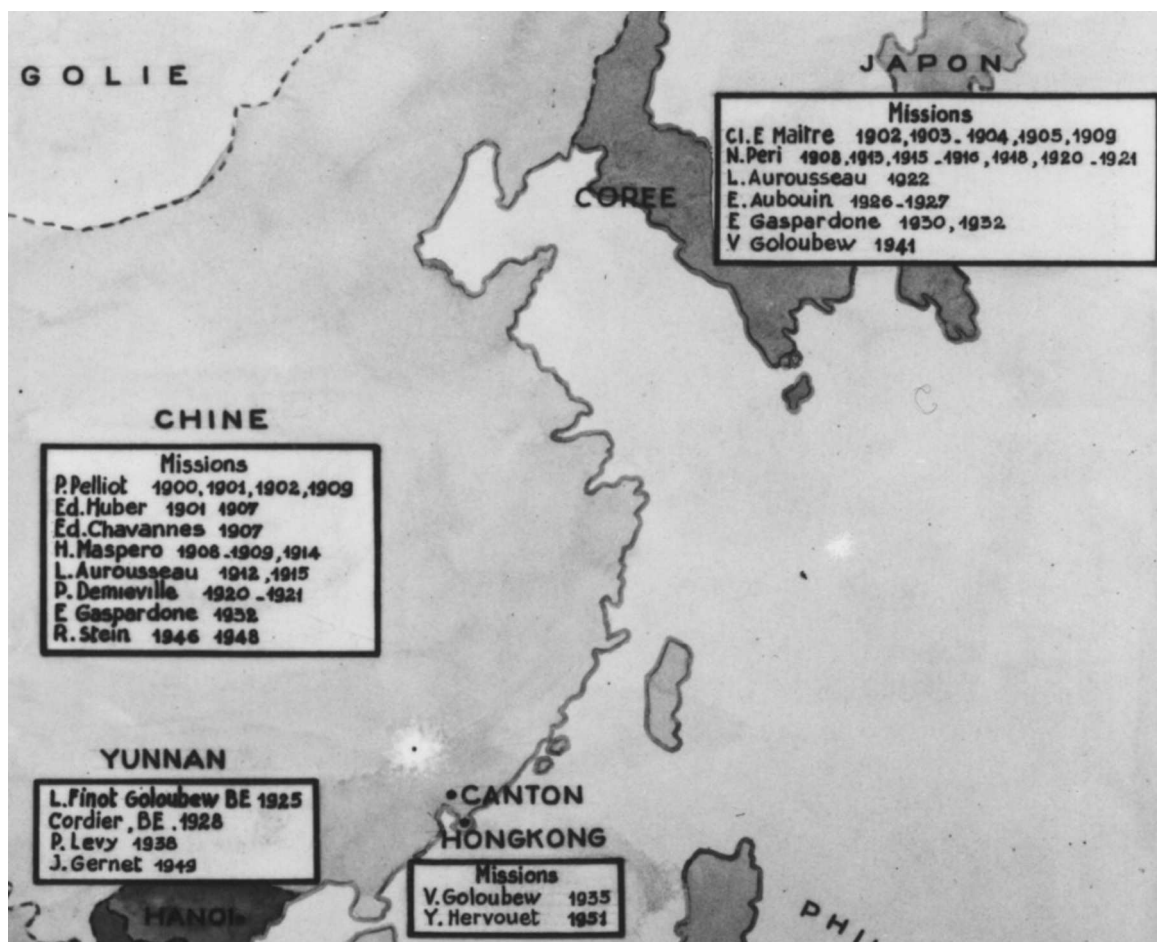 GOLIE
JAPON
Missions
Cl.E Maitre 1902,1903-1904,1905,1909
N.Peri 1908,1913,1915-1916,1918,1920-1921
L.Aurousseau 1922
E.Aubouin 1926-1927
E Gaspardone 1930,1932
V Goloubew 1941
COREE
CHINE
Missions
P.Pelliot 1900,1901,1902,1909
Ed.Huber 1901 1907
Ed.Chavannes 1907
H.Maspero 1908-1909,1914
L.Aurousseau 1912,1915
P.Demieville 1920-1921
E Gaspardone 1932
R.Stein 1946 1948
YUNNAN
L.Finot Goloubew BE 1925
Cordier,BE.1928
P.Levy 1938
J.Gernet 1949
CANTON
HONGKONG
Missions
V.Goloubew 1935
Y.Hervouet 1951
HANOI
PHI